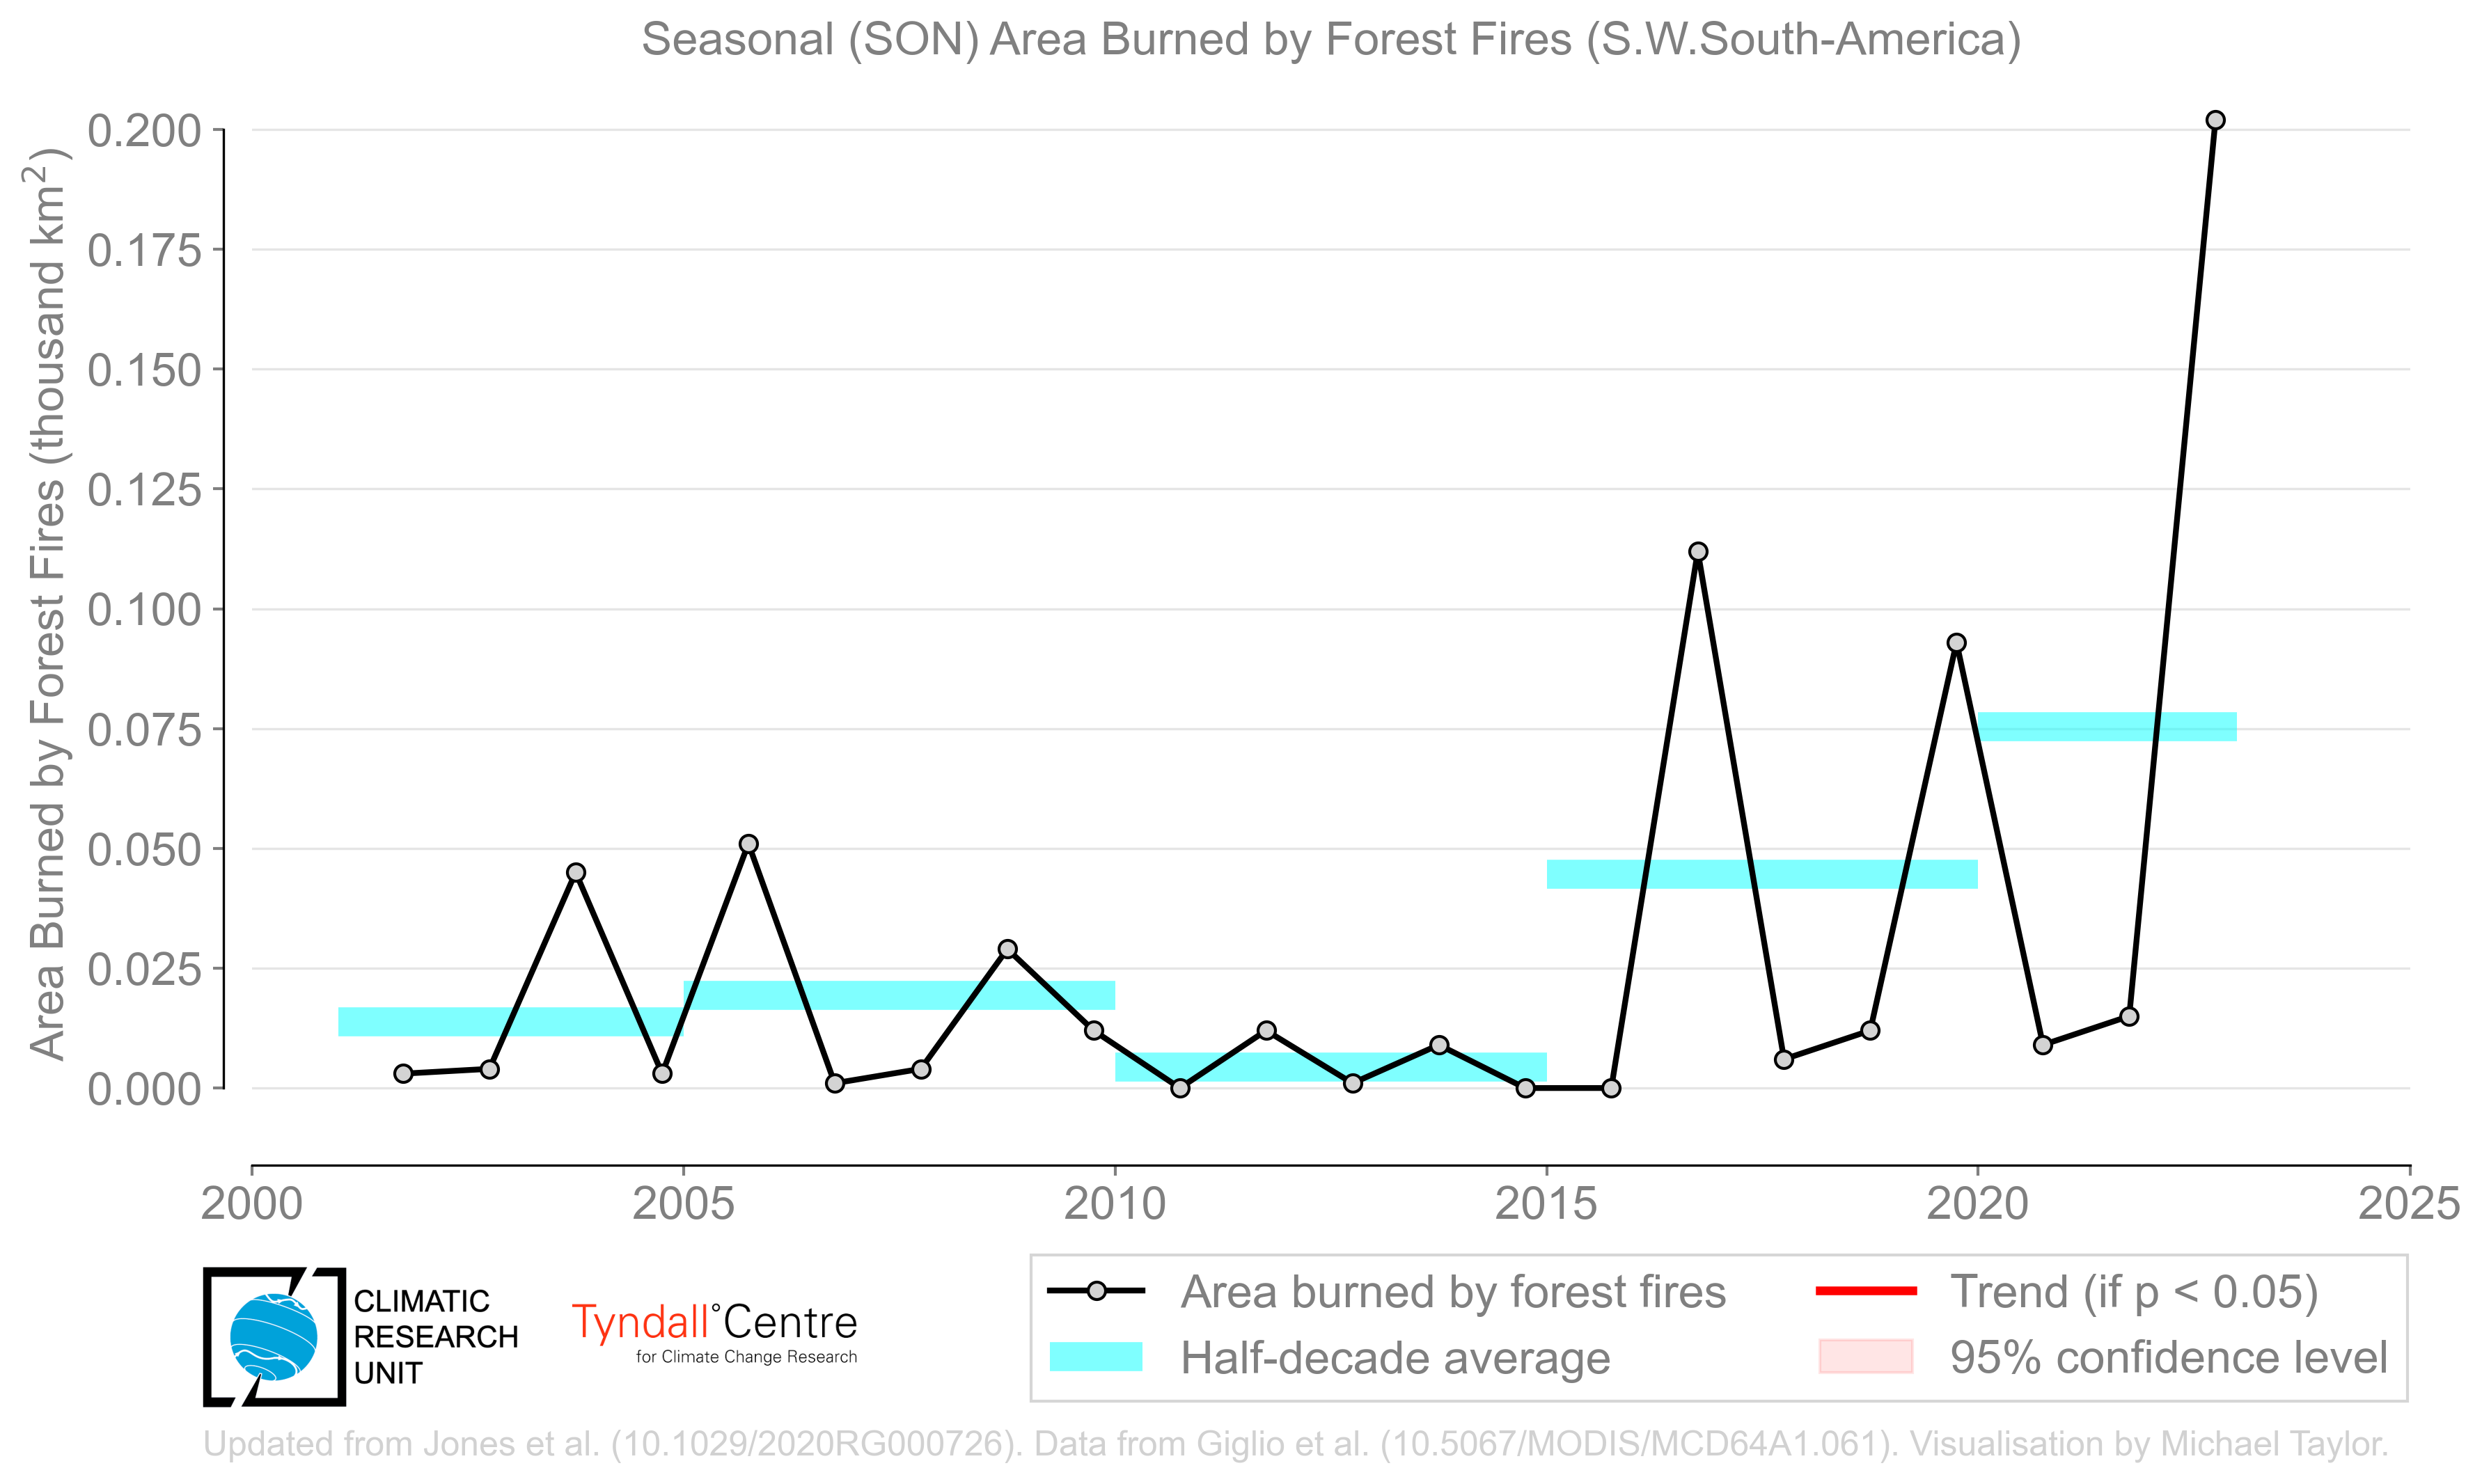 Seasonal (SON) Area Burned by Forest Fires (S.W.South-America)
Area Burned by Forest Fires (thousand km²)
0.200
0.175
0.150
0.125
0.100
0.075
0.050
0.025
0.000
2000 2005 2010 2015 2020 2025
CLIMATIC
RESEARCH
UNIT
Tyndall°Centre
for Climate Change Research
Area burned by forest fires
Half-decade average
Trend (if p < 0.05)
95% confidence level
Updated from Jones et al. (10.1029/2020RG000726). Data from Giglio et al. (10.5067/MODIS/MCD64A1.061). Visualisation by Michael Taylor.